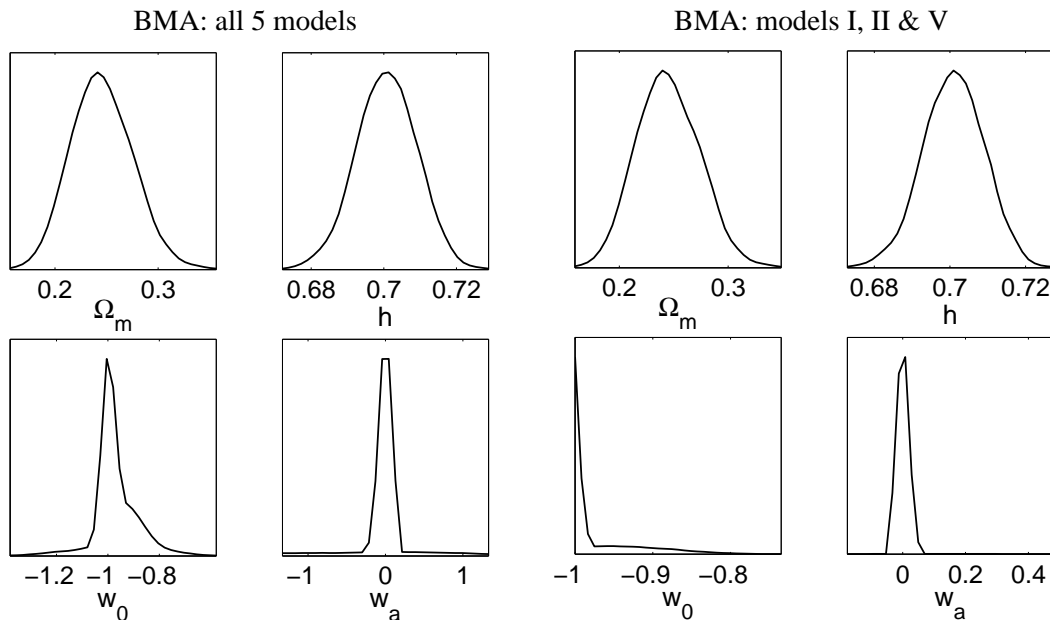 BMA: all 5 models
BMA: models I, II & V
0.2 0.3
Ω_m
0.68 0.7 0.72
h
0.2 0.3
Ω_m
0.68 0.7 0.72
h
−1.2 −1 −0.8
w_0
−1 0 1
w_a
−1 −0.9 −0.8
w_0
0 0.2 0.4
w_a